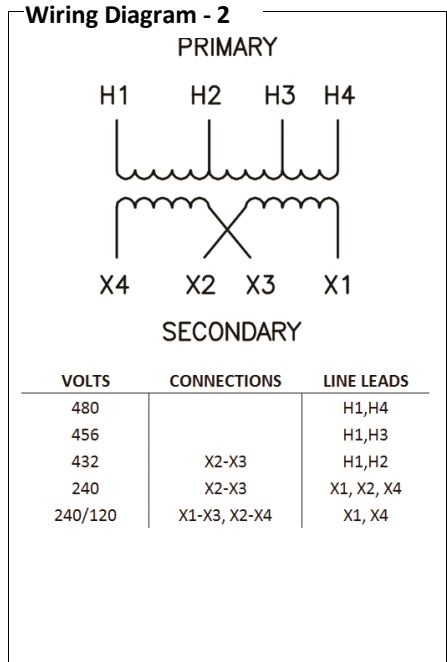 Wiring Diagram - 2
PRIMARY
H1 H2 H3 H4
X4 X2 X3 X1
SECONDARY
VOLTS CONNECTIONS LINE LEADS
480 H1,H4
456 H1,H3
432 X2-X3 H1,H2
240 X2-X3 X1, X2, X4
240/120 X1-X3, X2-X4 X1, X4